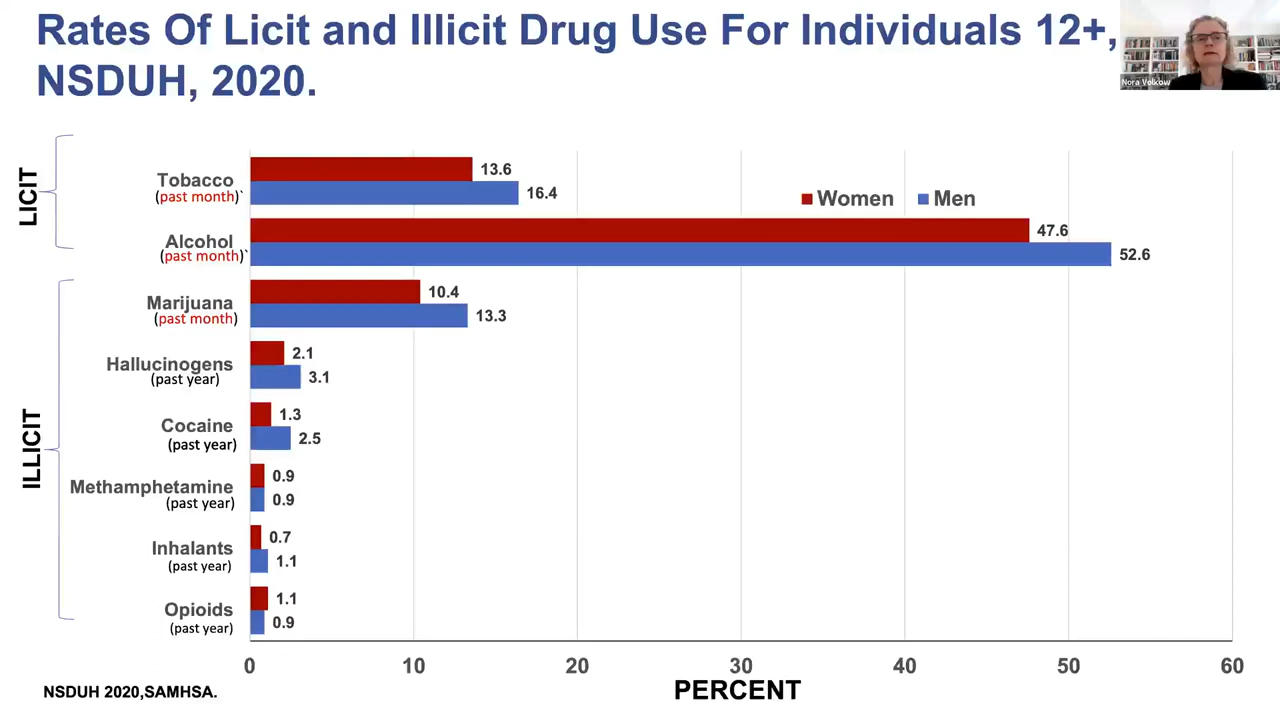 Rates Of Licit and Illicit Drug Use For Individuals 12+,
NSDUH, 2020.
Nora Volkow
LICIT
Tobacco
(past month)`
13.6
16.4
Women
Men
Alcohol
(past month)`
47.6
52.6
ILLICIT
Marijuana
(past month)
10.4
13.3
Hallucinogens
(past year)
2.1
3.1
Cocaine
(past year)
1.3
2.5
Methamphetamine
(past year)
0.9
0.9
Inhalants
(past year)
0.7
1.1
Opioids
(past year)
1.1
0.9
0 10 20 30 40 50 60
PERCENT
NSDUH 2020,SAMHSA.